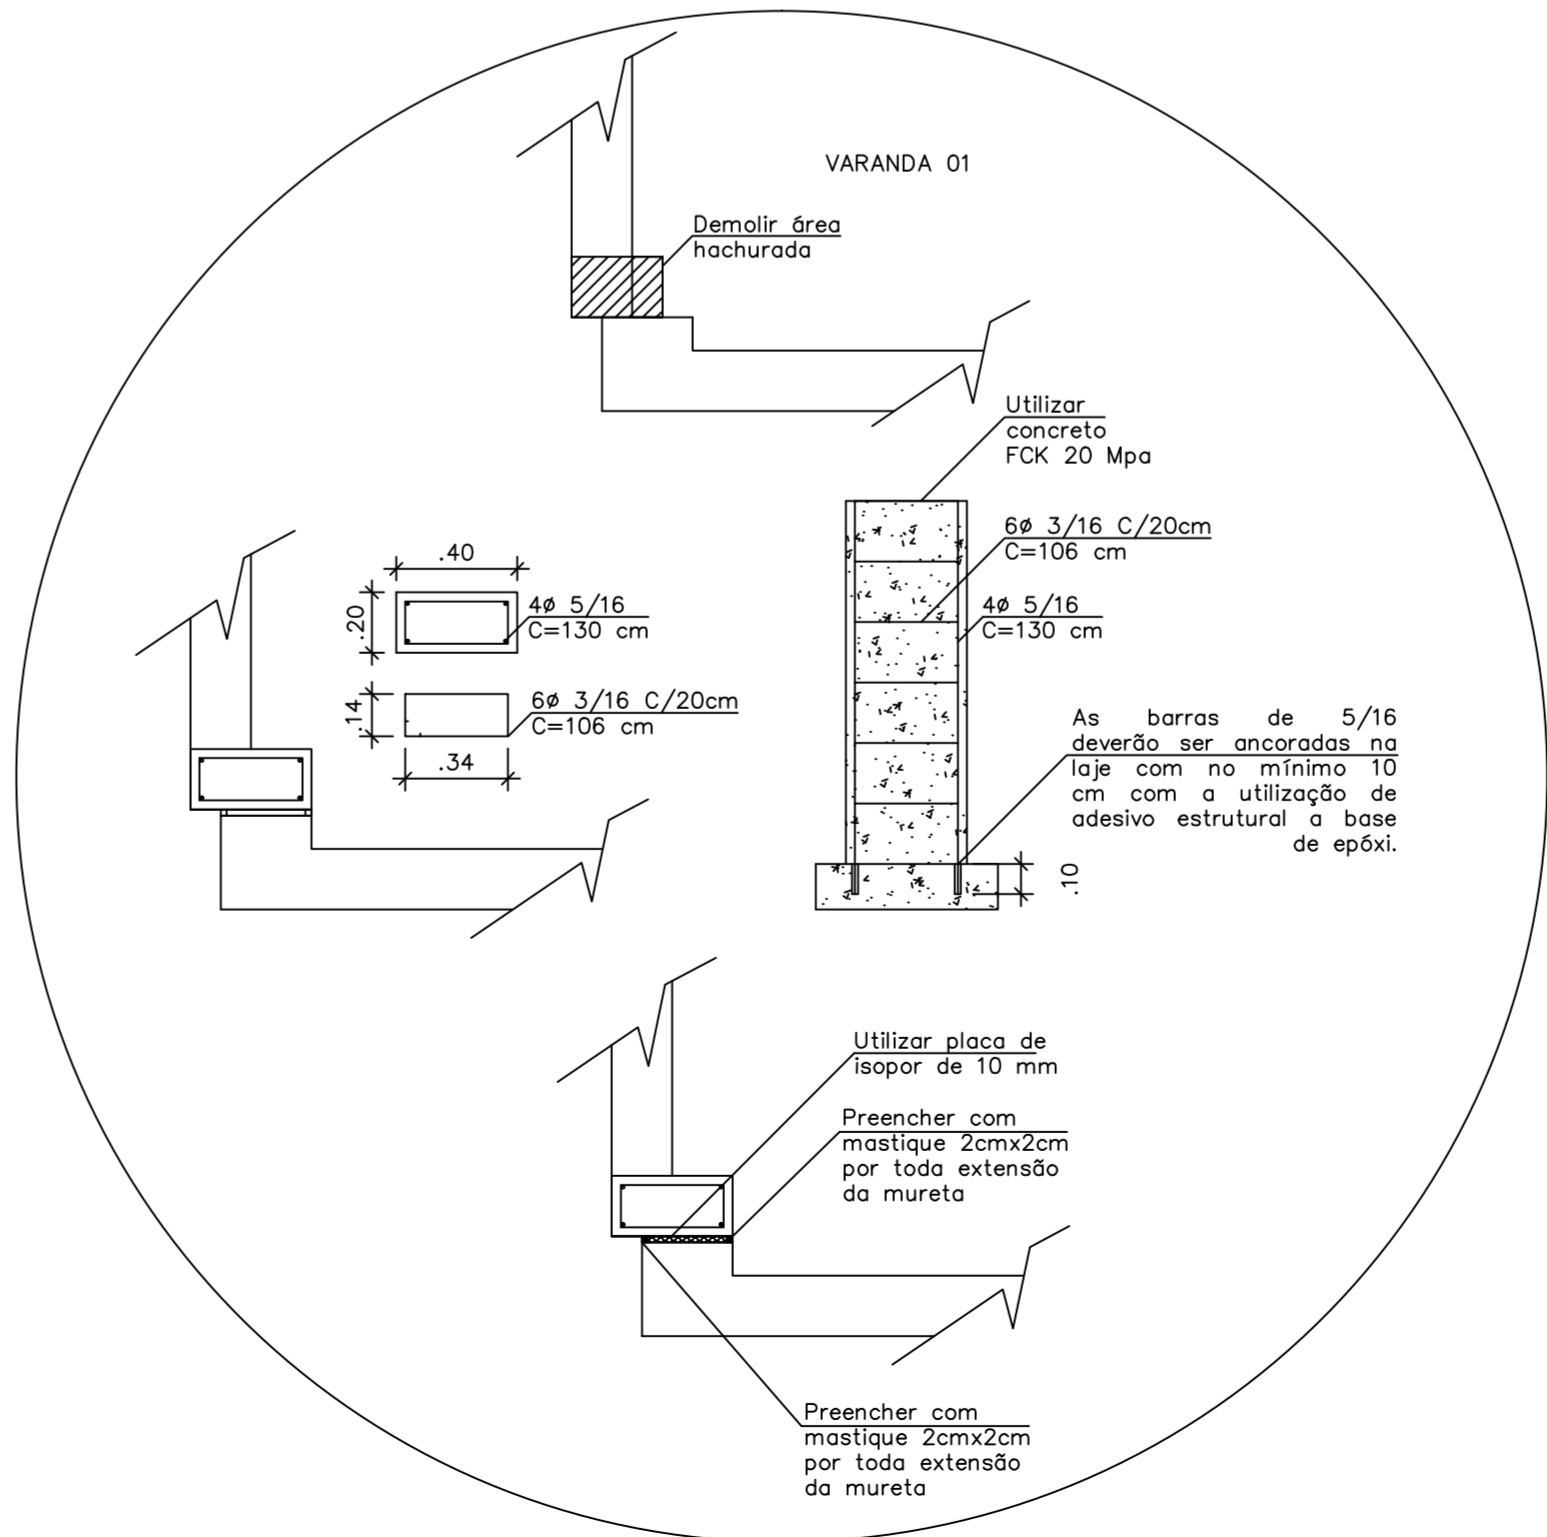 VARANDA 01
Demolir área
hachurada
Utilizar
concreto
FCK 20 Mpa
6ø 3/16 C/20cm
C=106 cm
4ø 5/16
C=130 cm
.40
.20
4ø 5/16
C=130 cm
.14
6ø 3/16 C/20cm
C=106 cm
.34
As barras de 5/16
deverão ser ancoradas na
laje com no mínimo 10
cm com a utilização de
adesivo estrutural a base
de epóxi.
.10
Utilizar placa de
isopor de 10 mm
Preencher com
mastique 2cmx2cm
por toda extensão
da mureta
Preencher com
mastique 2cmx2cm
por toda extensão
da mureta